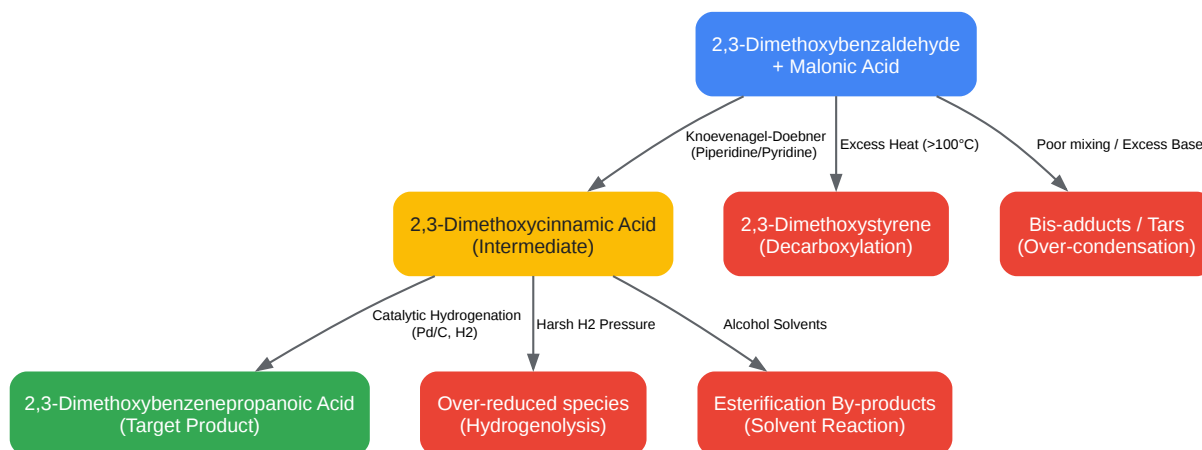 2,3-Dimethoxybenzaldehyde
+ Malonic Acid
Knoevenagel-Doebner
(Piperidine/Pyridine)
Excess Heat (>100°C)
Poor mixing / Excess Base
2,3-Dimethoxycinnamic Acid
(Intermediate)
2,3-Dimethoxystyrene
(Decarboxylation)
Bis-adducts / Tars
(Over-condensation)
Catalytic Hydrogenation
(Pd/C, H2)
Harsh H2 Pressure
Alcohol Solvents
2,3-Dimethoxybenzenepropanoic Acid
(Target Product)
Over-reduced species
(Hydrogenolysis)
Esterification By-products
(Solvent Reaction)